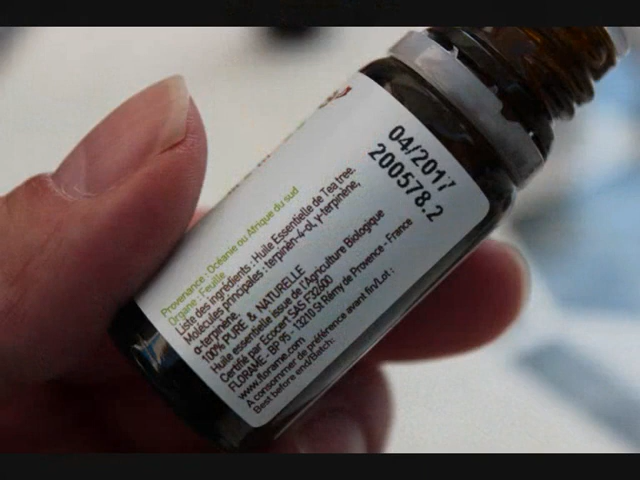 04/2017
200578.2
Provenance : Océanie ou Afrique du sud
Organe : Feuille
Liste des ingrédients : Huile Essentielle de Tea tree.
Molécules principales : terpinèn-4-ol, γ-terpinène,
α-terpinène.
100% PURE & NATURELLE
Huile essentielle issue de l'Agriculture Biologique
Certifié par Ecocert SAS F32600
FLORAME - BP 95 - 13210 St Rémy de Provence - France
www.florame.com
A consommer de préférence avant fin/Lot :
Best before end/Batch: